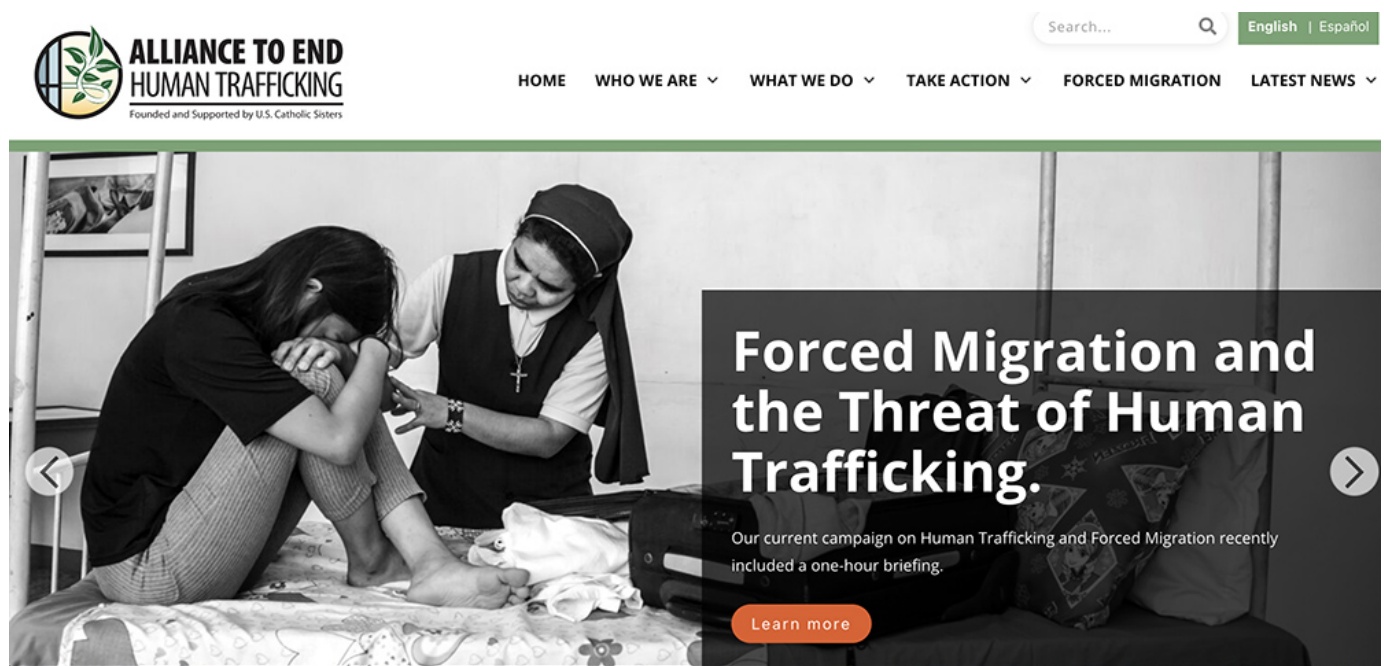 Search...
English | Español
ALLIANCE TO END
HUMAN TRAFFICKING
Founded and Supported by U.S. Catholic Sisters
HOME WHO WE ARE WHAT WE DO TAKE ACTION FORCED MIGRATION LATEST NEWS
Forced Migration and
the Threat of Human
Trafficking.
Our current campaign on Human Trafficking and Forced Migration recently
included a one-hour briefing.
Learn more